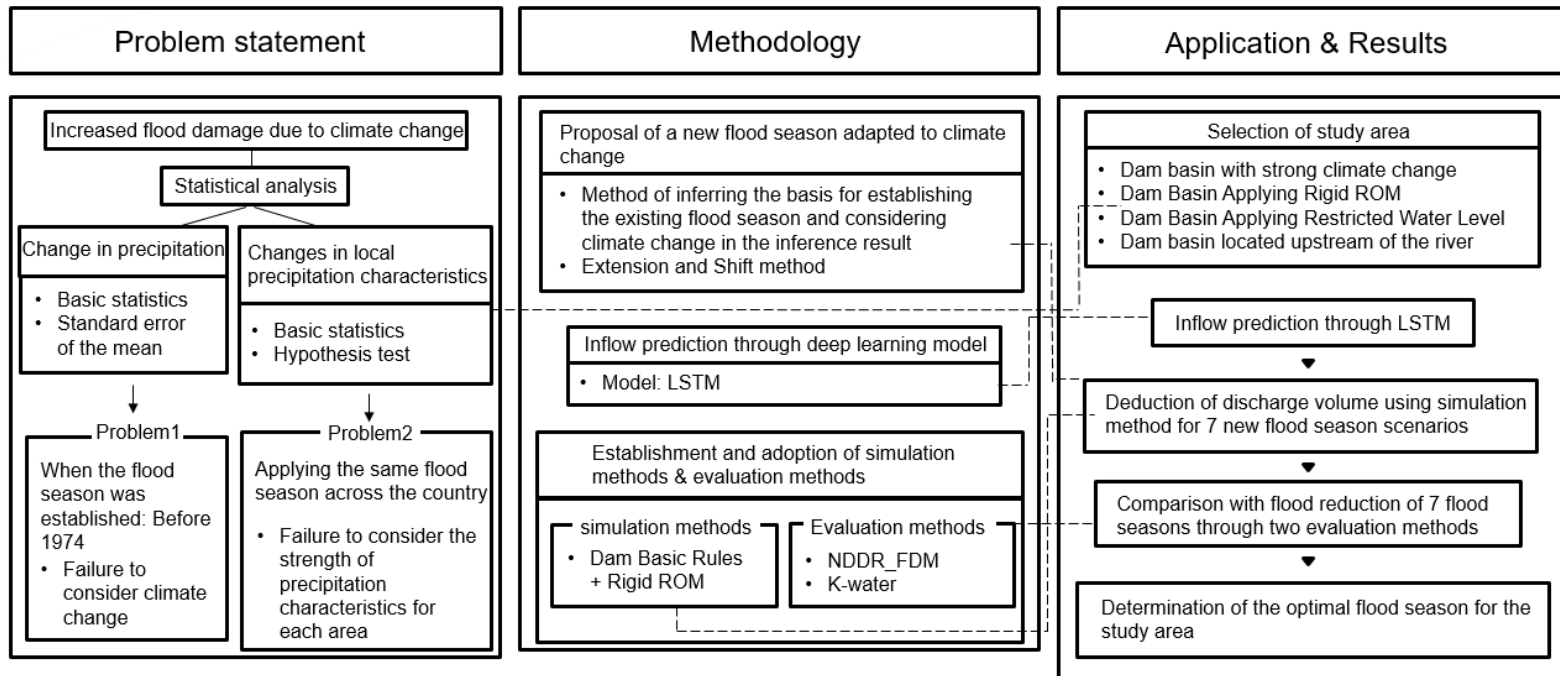 Problem statement
Increased flood damage due to climate change
Statistical analysis
Change in precipitation
• Basic statistics
• Standard error
of the mean
Changes in local
precipitation characteristics
• Basic statistics
• Hypothesis test
Problem1
When the flood
season was
established: Before
1974
• Failure to
consider climate
change
Problem2
Applying the same flood
season across the country
• Failure to consider the
strength of
precipitation
characteristics for
each area
Methodology
Proposal of a new flood season adapted to climate
change
• Method of inferring the basis for establishing
the existing flood season and considering
climate change in the inference result
• Extension and Shift method
Inflow prediction through deep learning model
• Model: LSTM
Establishment and adoption of simulation
methods & evaluation methods
simulation methods
• Dam Basic Rules
+ Rigid ROM
Evaluation methods
• NDDR_FDM
• K-water
Application & Results
Selection of study area
• Dam basin with strong climate change
• Dam Basin Applying Rigid ROM
• Dam Basin Applying Restricted Water Level
• Dam basin located upstream of the river
Inflow prediction through LSTM
Deduction of discharge volume using simulation
method for 7 new flood season scenarios
Comparison with flood reduction of 7 flood
seasons through two evaluation methods
Determination of the optimal flood season for the
study area